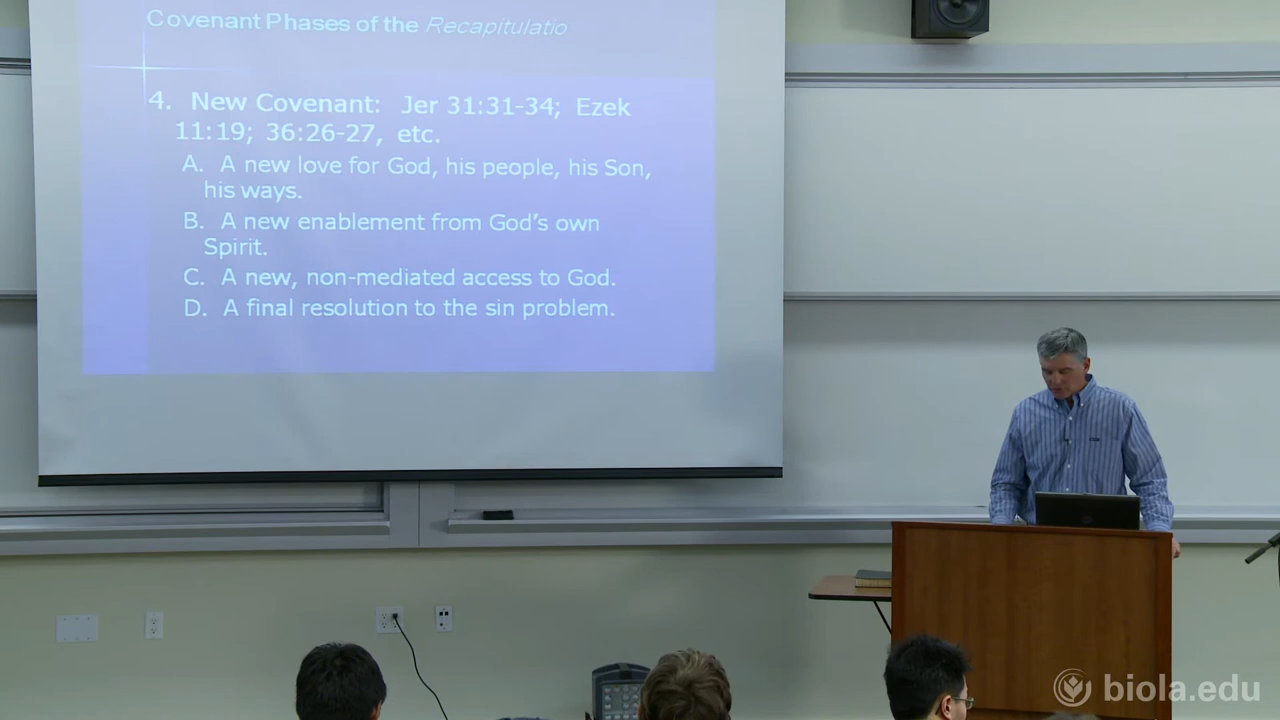 Covenant Phases of the Recapitulatio
4. New Covenant: Jer 31:31-34; Ezek
11:19; 36:26-27, etc.
A. A new love for God, his people, his Son,
his ways.
B. A new enablement from God's own
Spirit.
C. A new, non-mediated access to God.
D. A final resolution to the sin problem.
biola.edu